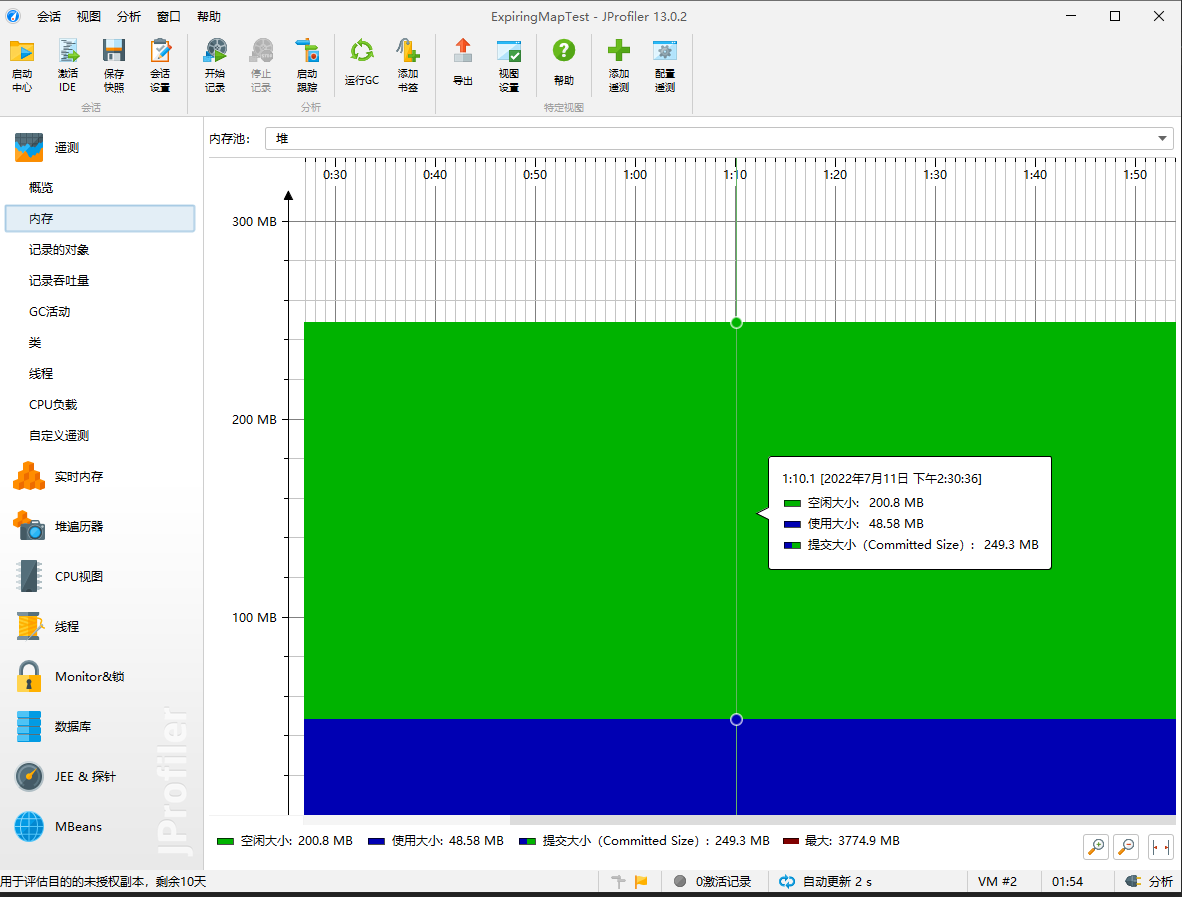 会话 视图 分析 窗口 帮助 ExpiringMapTest - JProfiler 13.0.2
启动中心 激活IDE 保存快照 会话设置 开始记录 停止记录 启动跟踪 运行GC 添加书签 导出 视图设置 帮助 添加遥测 配置遥测
会话 分析 特定视图
遥测
概览
内存
记录的对象
记录吞吐量
GC活动
类
线程
CPU负载
自定义遥测
实时内存
堆遍历器
CPU视图
线程
Monitor&锁
数据库
JEE & 探针
MBeans
JProfiler
内存池: 堆
0:30 0:40 0:50 1:00 1:10 1:20 1:30 1:40 1:50
300 MB
200 MB
100 MB
1:10.1 [2022年7月11日 下午2:30:36]
空闲大小: 200.8 MB
使用大小: 48.58 MB
提交大小（Committed Size）: 249.3 MB
空闲大小: 200.8 MB 使用大小: 48.58 MB 提交大小（Committed Size）: 249.3 MB 最大: 3774.9 MB
用于评估目的的未授权副本，剩余10天 0激活记录 自动更新 2 s VM #2 01:54 分析